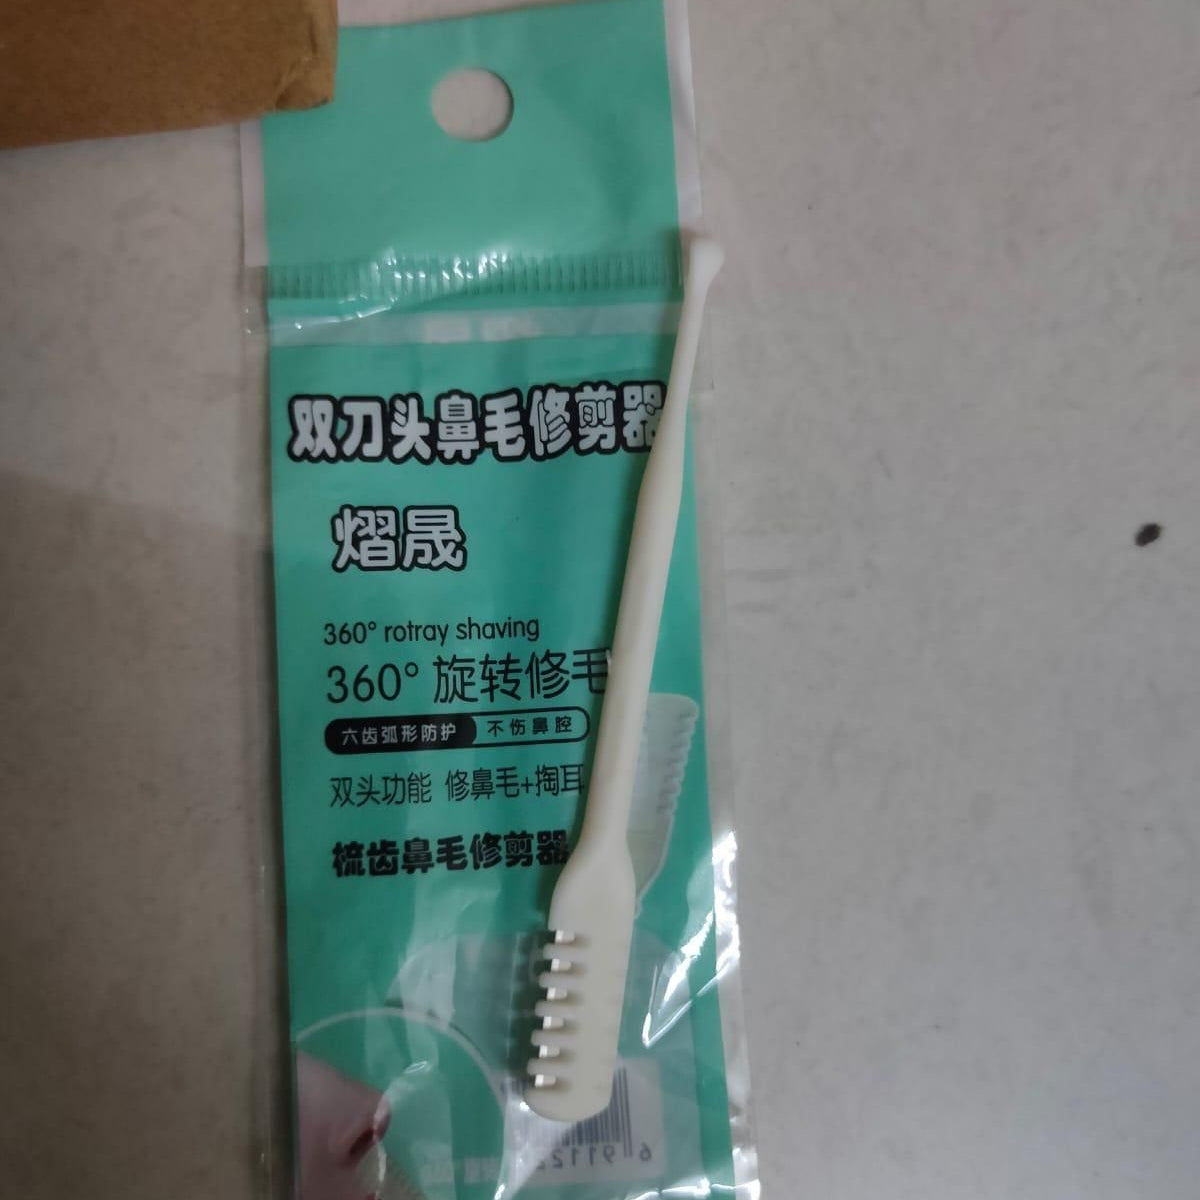 双刀头鼻毛修剪器
熠晟
360° rotray shaving
360° 旋转修毛
六齿弧形防护 不伤鼻腔
双头功能 修鼻毛+掏耳
梳齿鼻毛修剪器